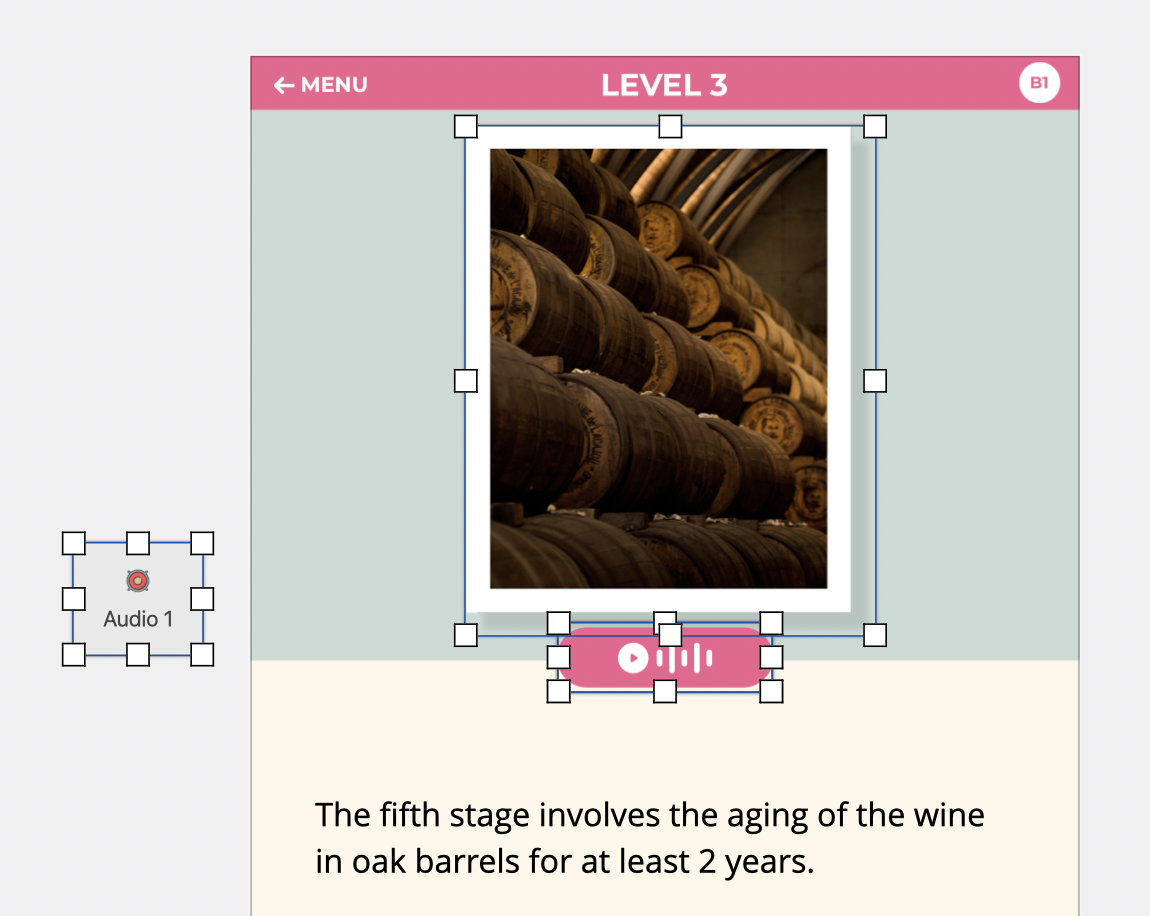 ← MENU
LEVEL 3
B1
Audio 1
The fifth stage involves the aging of the wine
in oak barrels for at least 2 years.